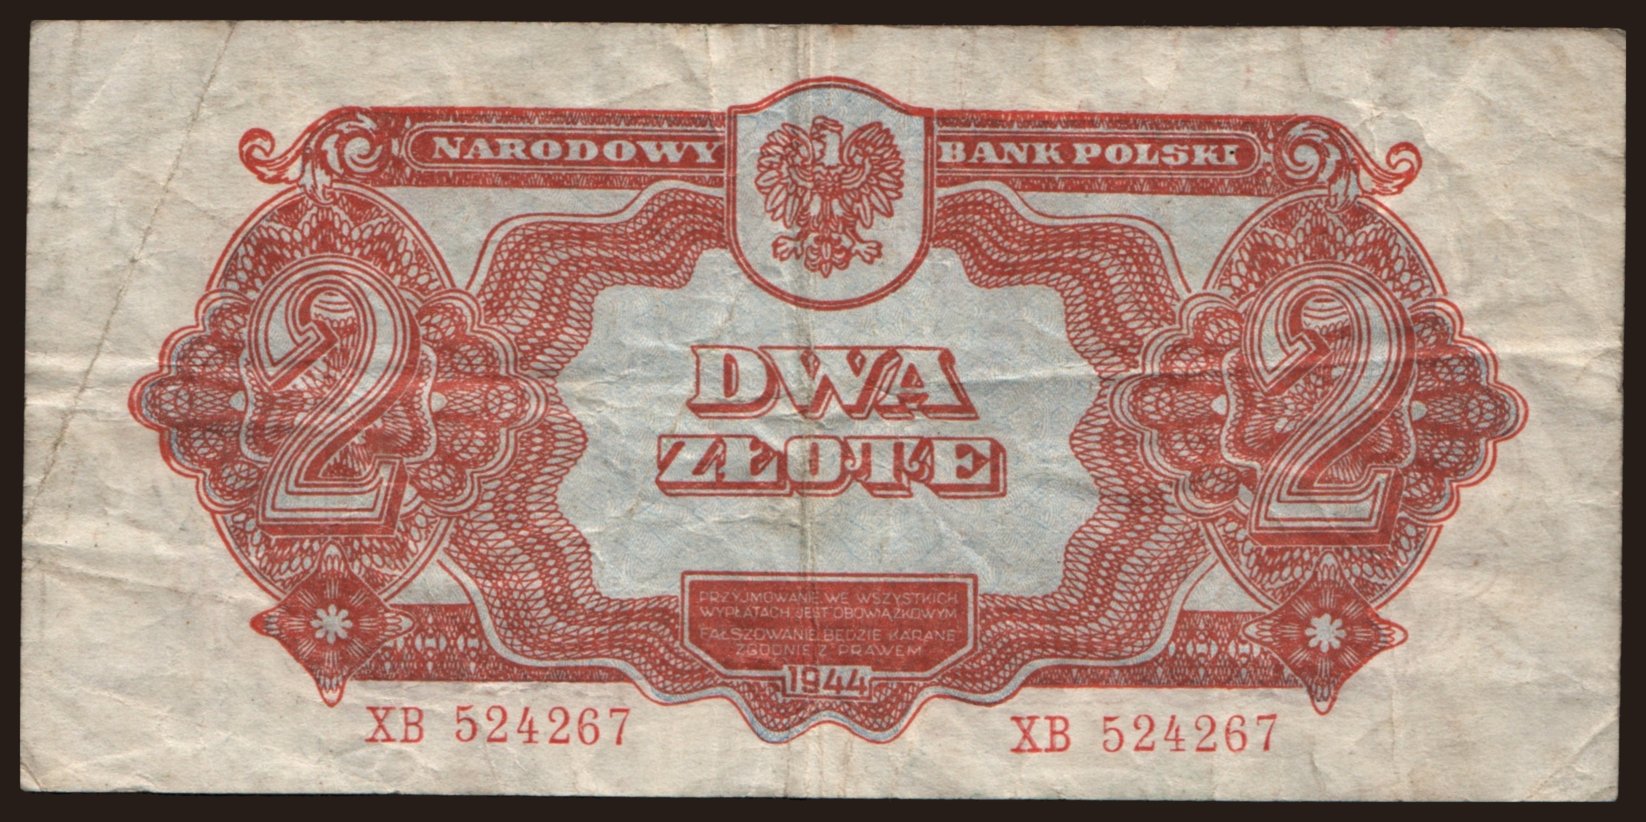 NARODOWY BANK POLSKI
2 2
DWA
ZŁOTE
PRZYJMOWANIE WE WSZYSTKICH
WYPŁATACH JEST OBOWIĄZKOWYM
FAŁSZOWANIE BĘDZIE KARANE
ZGODNIE Z PRAWEM
1944
XB 524267 XB 524267